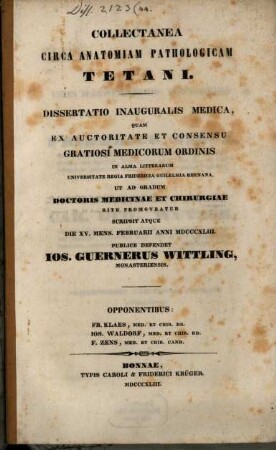 Diss. 2123 (44.
COLLECTANEA
CIRCA ANATOMIAM PATHOLOGICAM
TETANI.
DISSERTATIO INAUGURALIS MEDICA,
QUAM
EX AUCTORITATE ET CONSENSU
GRATIOSI MEDICORUM ORDINIS
IN ALMA LITTERARUM
UNIVERSITATE REGIA FRIDERICIA GUILELMIA RHENANA
UT AD GRADUM
DOCTORIS MEDICINAE ET CHIRURGIAE
RITE PROMOVEATUR
SCRIPSIT ATQUE
DIE XV. MENS. FEBRUARII ANNI MDCCCXLIII.
PUBLICE DEFENDET
IOS. GUERNERUS WITTLING,
MONASTERIENSIS.
OPPONENTIBUS:
FR. KLAES, MED. ET CHIR. DR.
IOS. WALDORF, MED. ET CHIR. DD.
F. ZENS, MED. ET CHIR. CAND.
BONNAE,
TYPIS CAROLI & FRIDERICI KRÜGER.
MDCCCXLIII.